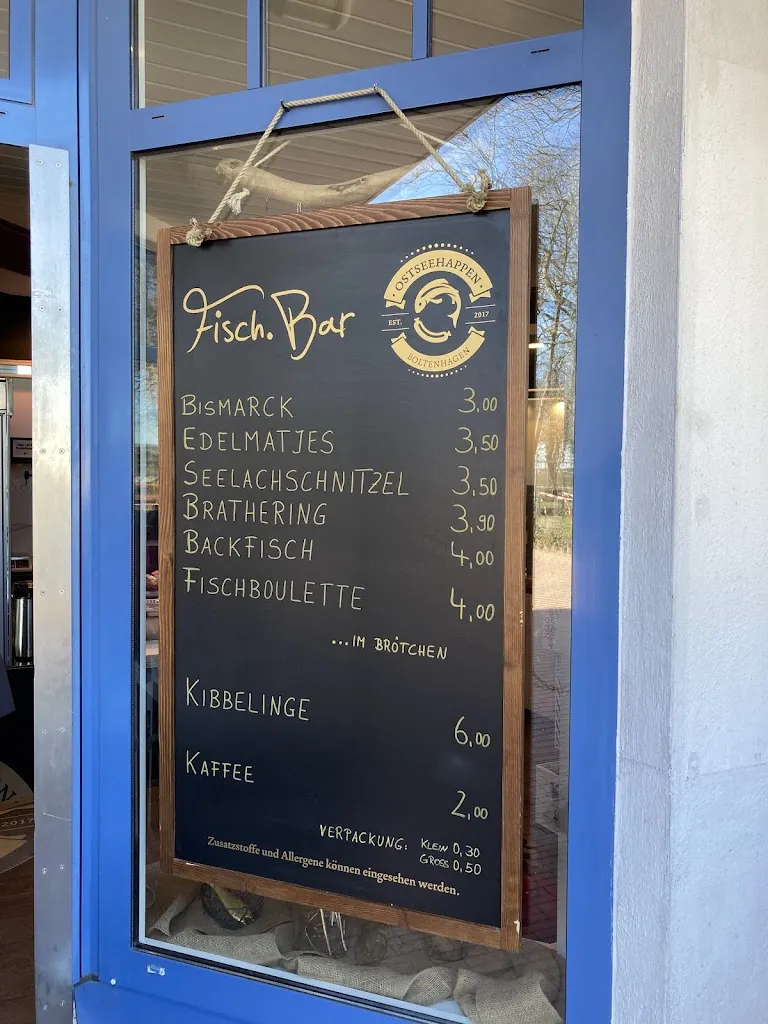 Fisch. Bar
OSTSEEHAPPEN
EST. 2017
BOLTENHAGEN
BISMARCK 3,00
EDELMATJES 3,50
SEELACHSCHNITZEL 3,50
BRATHERING 3,90
BACKFISCH 4,00
FISCHBOULETTE 4,00
...IM BRÖTCHEN
KIBBELINGE 6,00
KAFFEE 2,00
VERPACKUNG: KLEIN 0,30
GROSS 0,50
Zusatzstoffe und Allergene können eingesehen werden.
2017